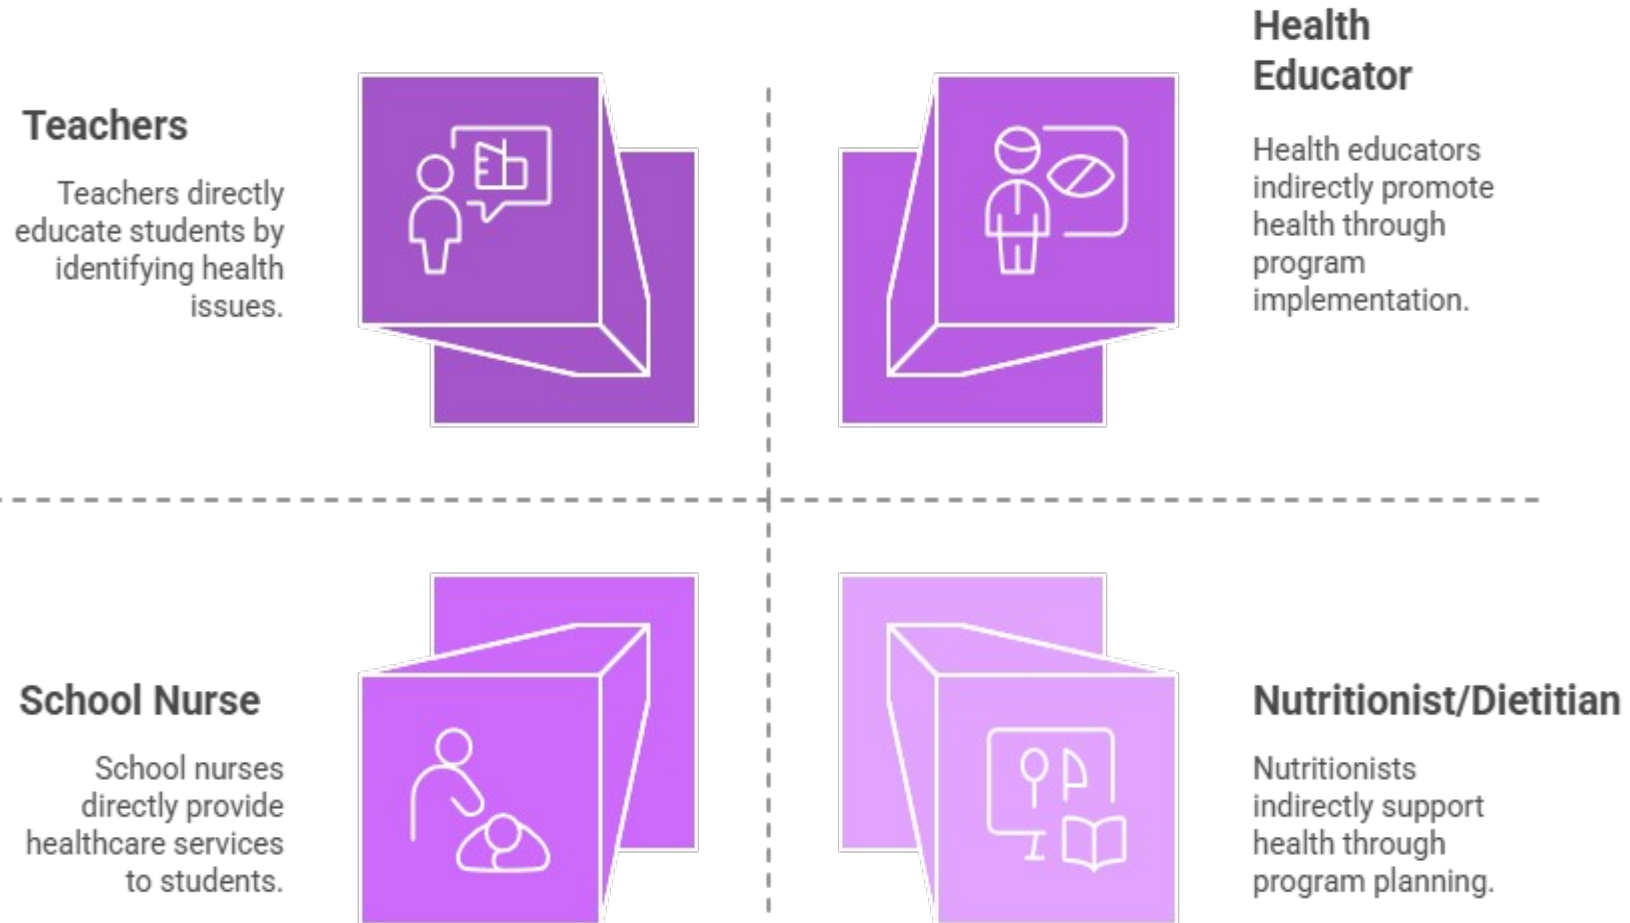 Teachers
Teachers directly
educate students by
identifying health
issues.
Health
Educator
Health educators
indirectly promote
health through
program
implementation.
School Nurse
School nurses
directly provide
healthcare services
to students.
Nutritionist/Dietitian
Nutritionists
indirectly support
health through
program planning.